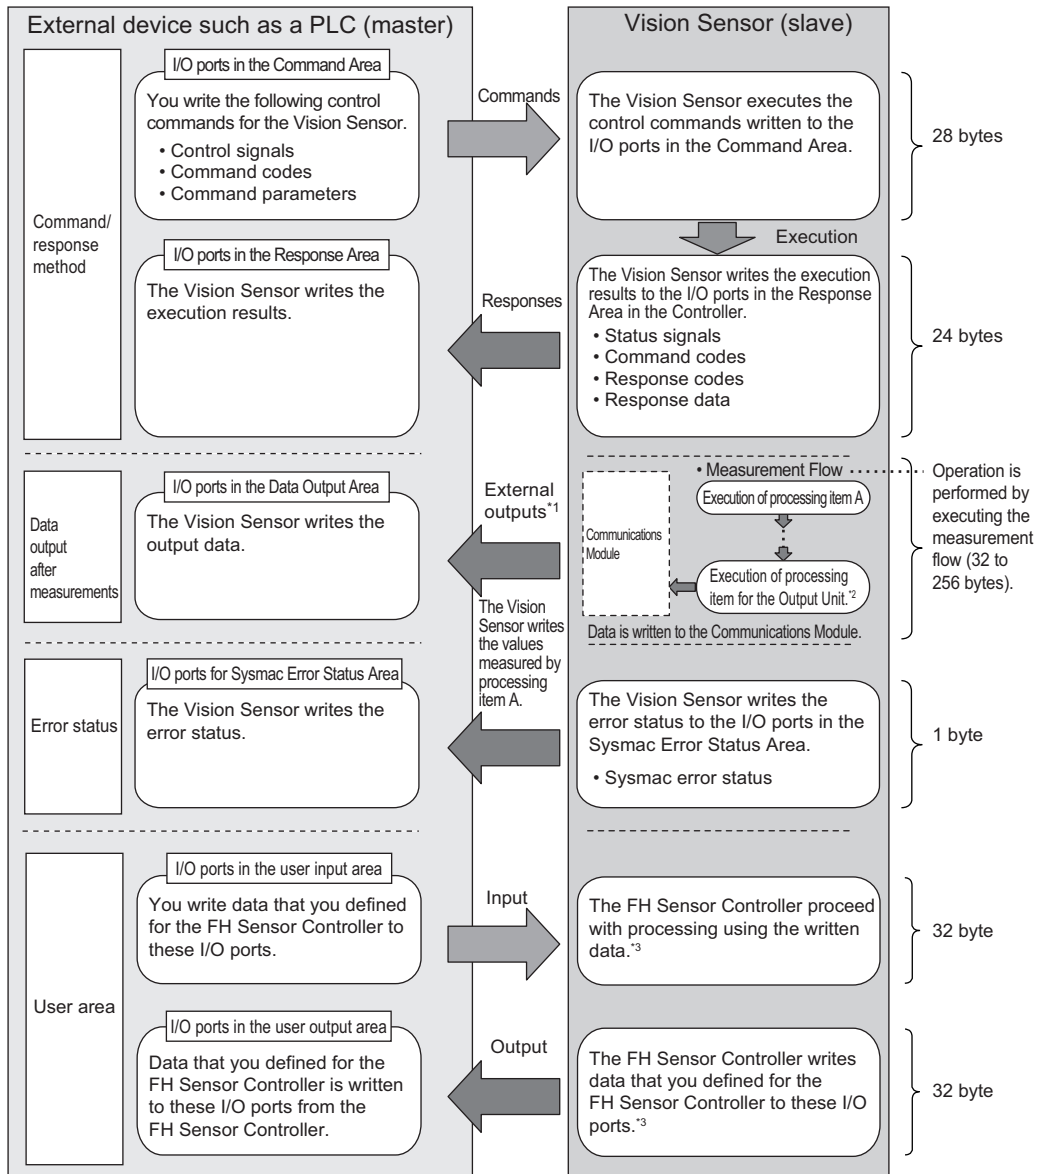 External device such as a PLC (master)
Vision Sensor (slave)
Command/
response
method
I/O ports in the Command Area
You write the following control
commands for the Vision Sensor.
• Control signals
• Command codes
• Command parameters
Commands
The Vision Sensor executes the
control commands written to the
I/O ports in the Command Area.
28 bytes
Execution
I/O ports in the Response Area
The Vision Sensor writes the
execution results.
Responses
The Vision Sensor writes the execution
results to the I/O ports in the Response
Area in the Controller.
• Status signals
• Command codes
• Response codes
• Response data
24 bytes
Data
output
after
measurements
I/O ports in the Data Output Area
The Vision Sensor writes the
output data.
External
outputs*1
The Vision
Sensor writes
the values
measured by
processing
item A.
Communications
Module
• Measurement Flow
Execution of processing item A
Execution of processing
item for the Output Unit.*2
Data is written to the Communications Module.
Operation is
performed by
executing the
measurement
flow (32 to
256 bytes).
Error status
I/O ports for Sysmac Error Status Area
The Vision Sensor writes the
error status.
The Vision Sensor writes the
error status to the I/O ports in the
Sysmac Error Status Area.
• Sysmac error status
1 byte
User area
I/O ports in the user input area
You write data that you defined
for the FH Sensor Controller to
these I/O ports.
Input
The FH Sensor Controller proceed
with processing using the written
data.*3
32 byte
I/O ports in the user output area
Data that you defined for the
FH Sensor Controller is written
to these I/O ports from the
FH Sensor Controller.
Output
The FH Sensor Controller writes
data that you defined for the
FH Sensor Controller to these I/O
ports.*3
32 byte